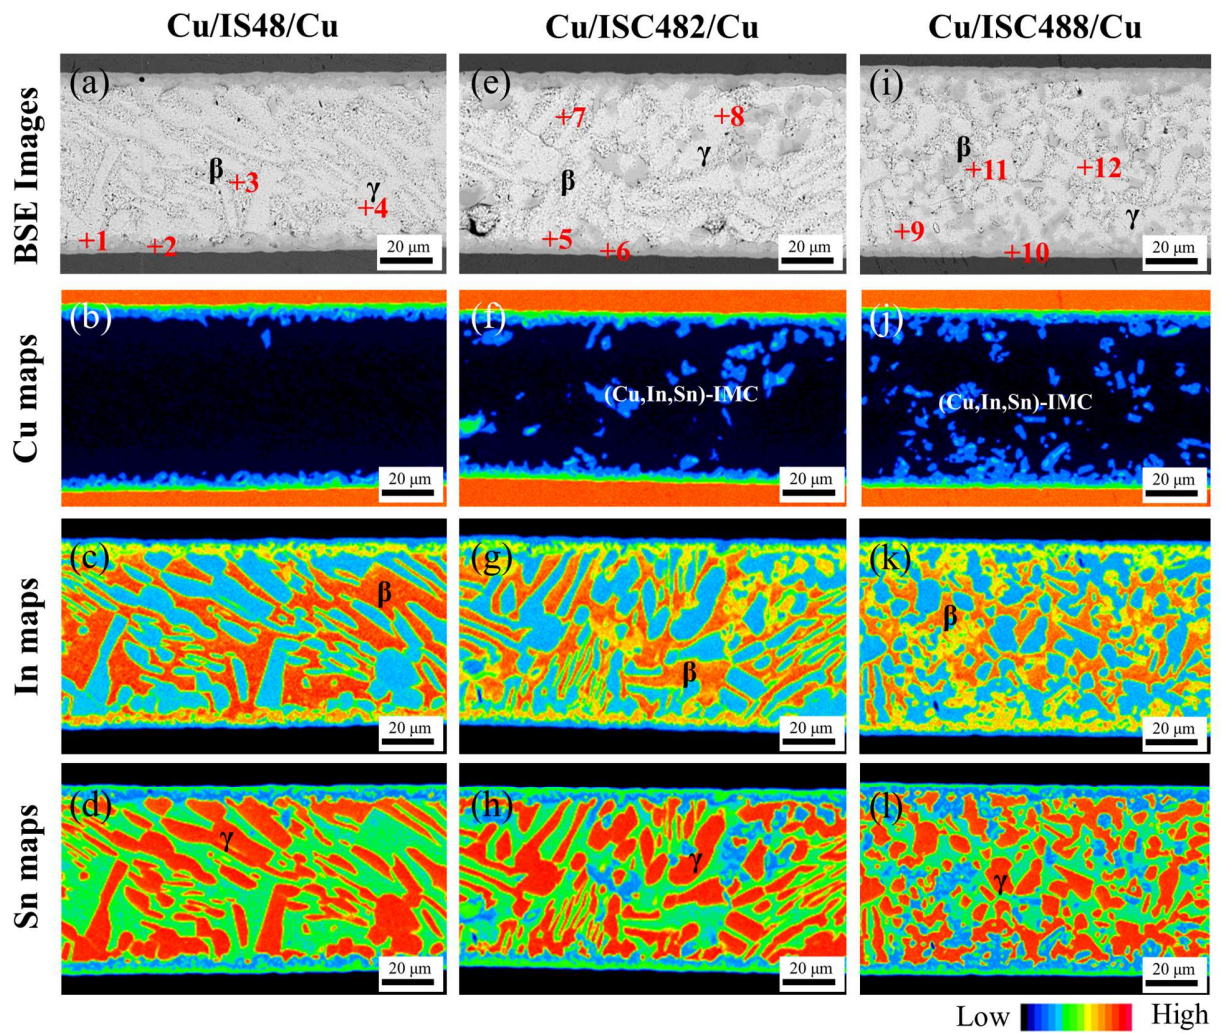 Cu/IS48/Cu Cu/ISC482/Cu Cu/ISC488/Cu
BSE Images
(a)
β
+3
γ
+4
+1
+2
20 μm
(e)
+7
+8
γ
β
+5
+6
20 μm
(i)
β
+11
+12
γ
+9
+10
20 μm
Cu maps
(b)
20 μm
(f)
(Cu,In,Sn)-IMC
20 μm
(j)
(Cu,In,Sn)-IMC
20 μm
In maps
(c)
β
20 μm
(g)
β
20 μm
(k)
β
20 μm
Sn maps
(d)
γ
20 μm
(h)
γ
20 μm
(l)
γ
20 μm
Low High